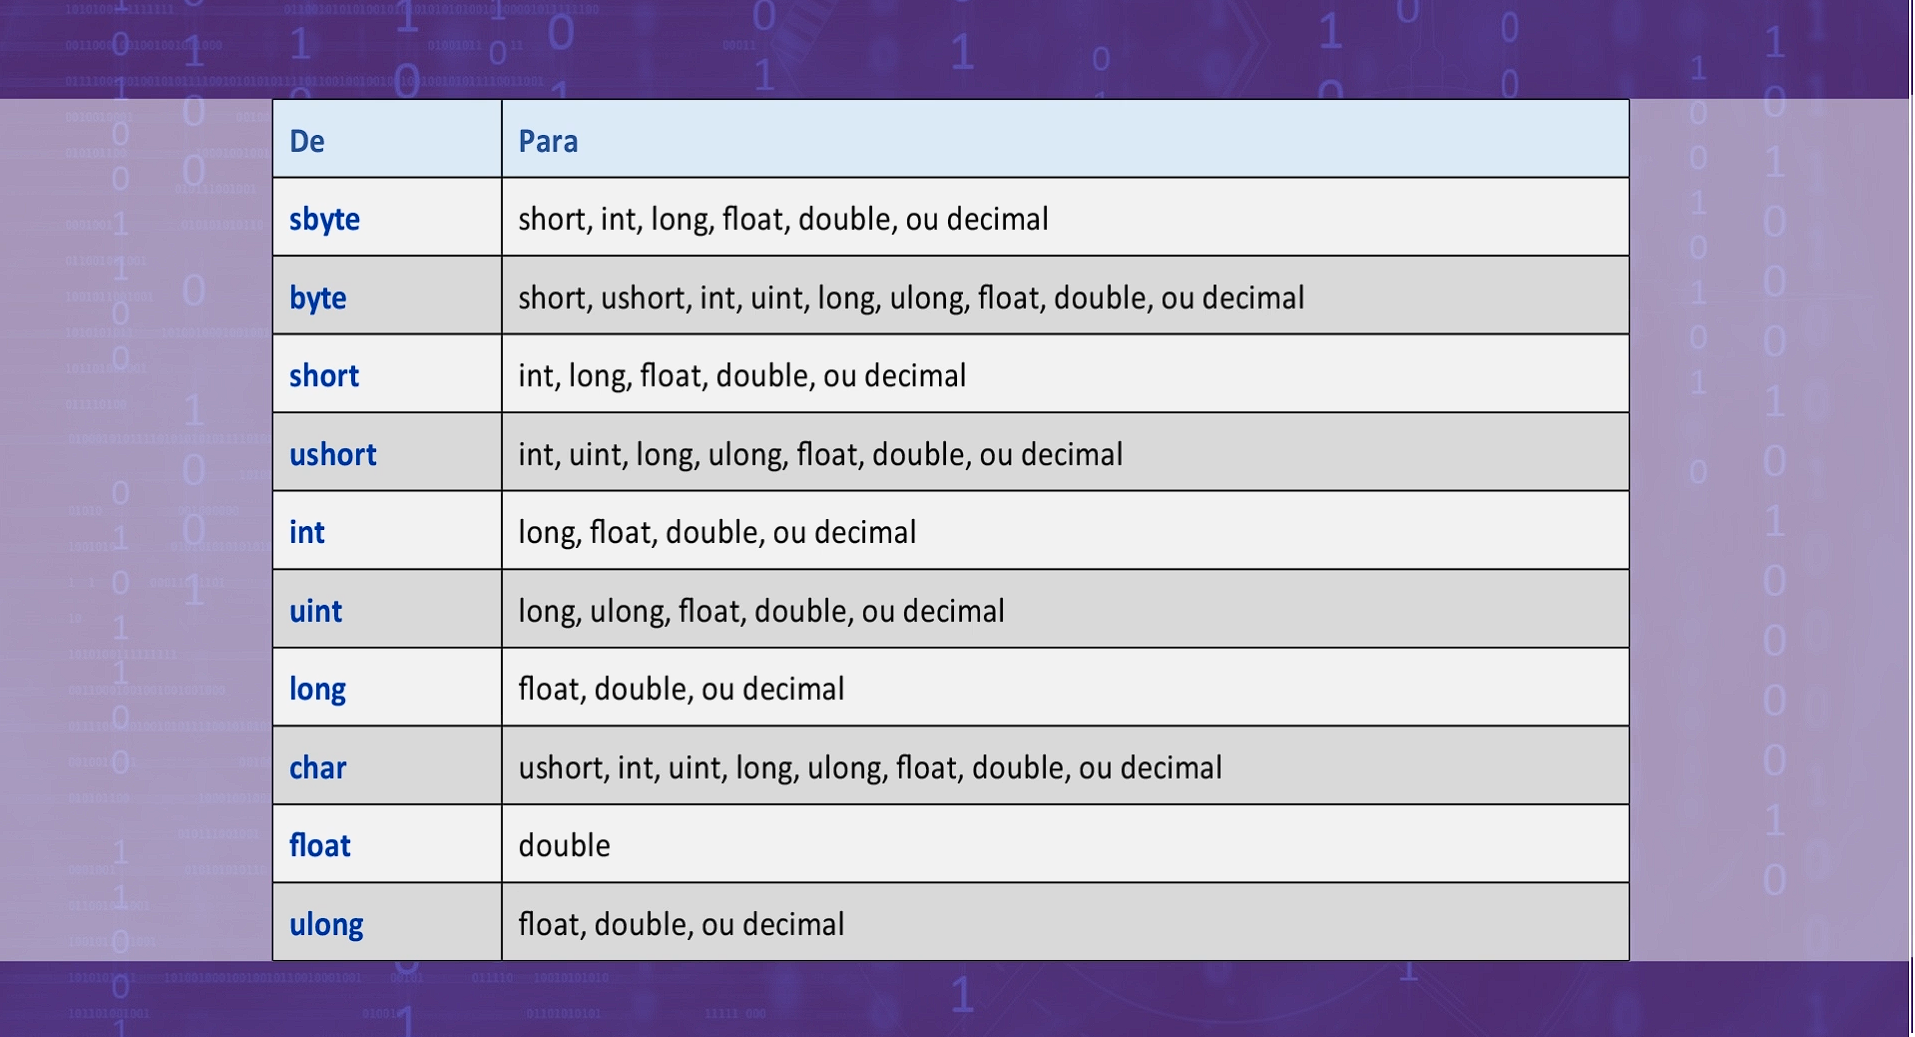 De Para
sbyte short, int, long, float, double, ou decimal
byte short, ushort, int, uint, long, ulong, float, double, ou decimal
short int, long, float, double, ou decimal
ushort int, uint, long, ulong, float, double, ou decimal
int long, float, double, ou decimal
uint long, ulong, float, double, ou decimal
long float, double, ou decimal
char ushort, int, uint, long, ulong, float, double, ou decimal
float double
ulong float, double, ou decimal